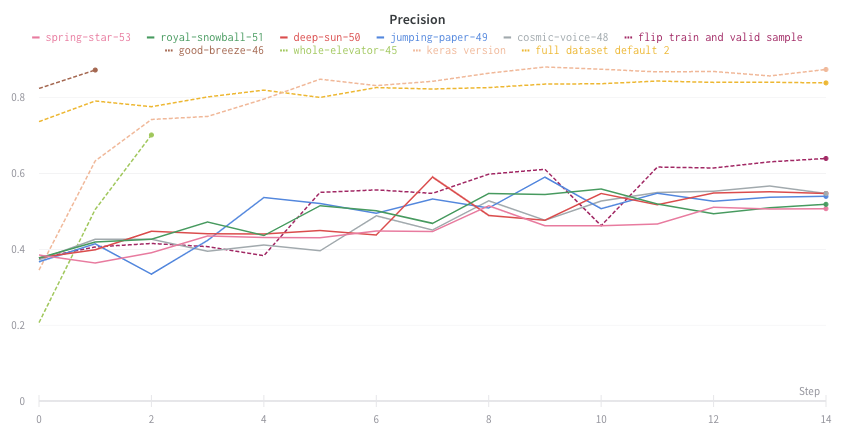 Precision
spring-star-53 royal-snowball-51 deep-sun-50 jumping-paper-49 cosmic-voice-48 flip train and valid sample
good-breeze-46 whole-elevator-45 keras version full dataset default 2
0.8
0.6
0.4
0.2
0
Step
0 2 4 6 8 10 12 14